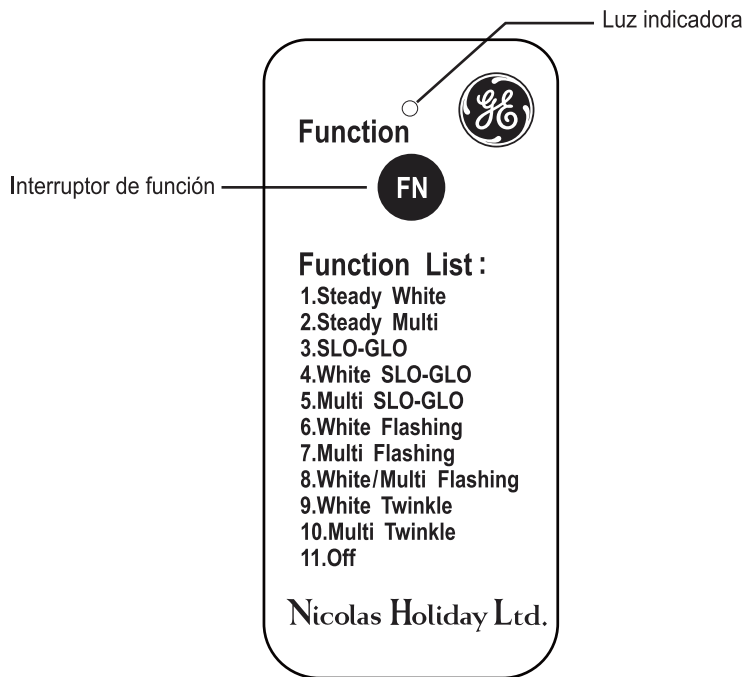 Luz indicadora
GE
Function
Interruptor de función
FN
Function List:
1.Steady White
2.Steady Multi
3.SLO-GLO
4.White SLO-GLO
5.Multi SLO-GLO
6.White Flashing
7.Multi Flashing
8.White/Multi Flashing
9.White Twinkle
10.Multi Twinkle
11.Off
Nicolas Holiday Ltd.